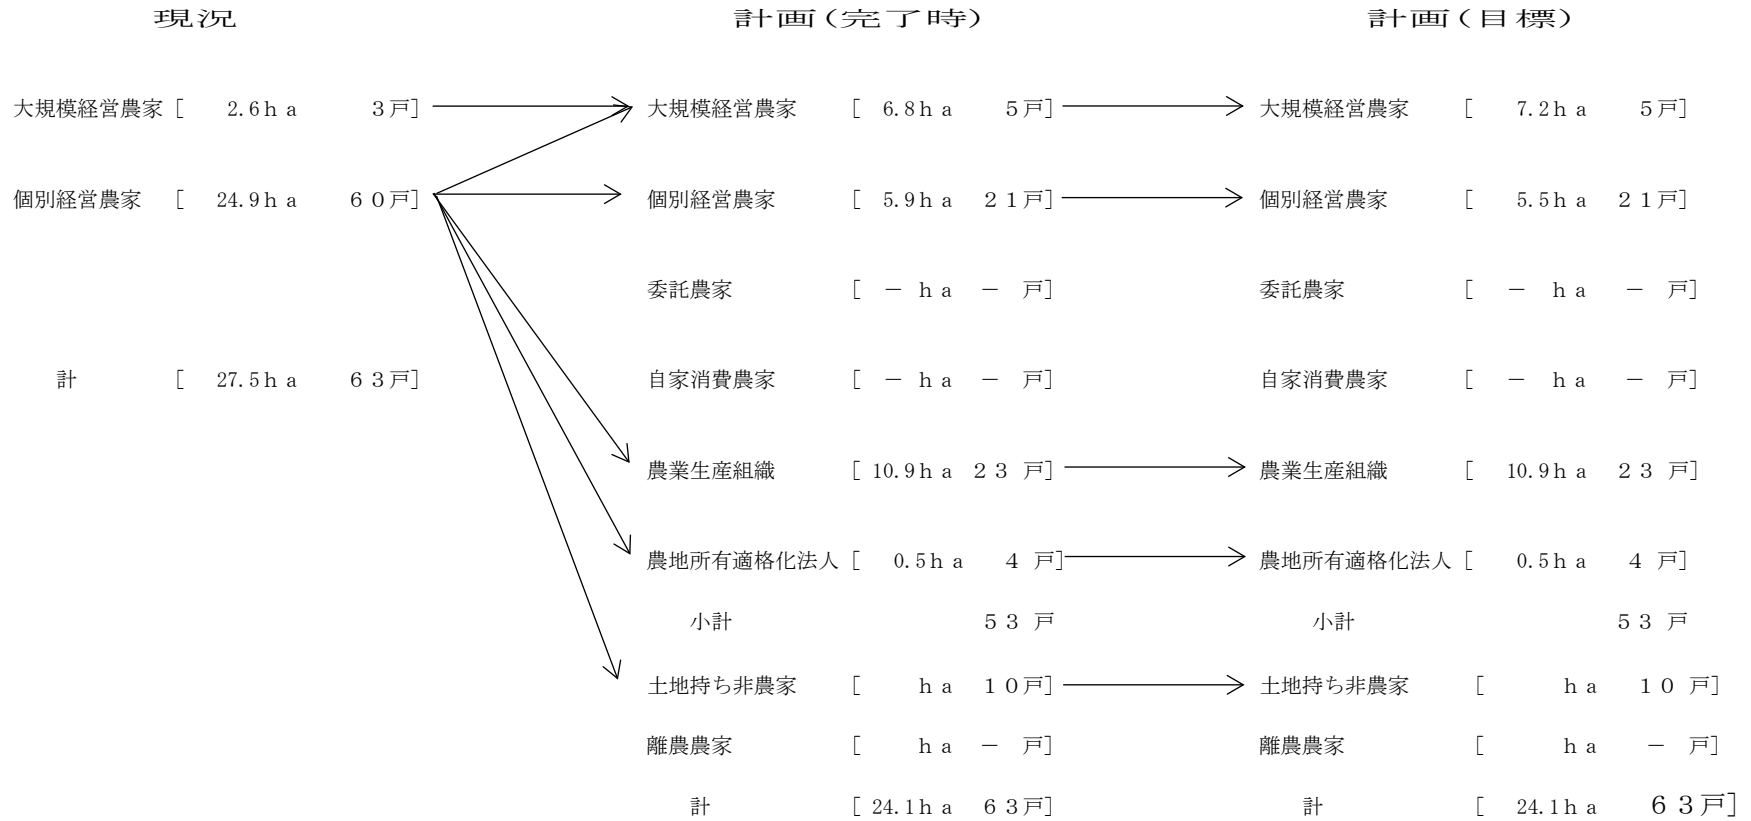 現況 計画(完了時) 計画(目標)
大規模経営農家［ 2.6ｈａ ３戸］ 大規模経営農家 ［ 6.8ｈａ ５戸］ 大規模経営農家 ［ 7.2ｈａ ５戸］
個別経営農家 ［ 24.9ｈａ ６０戸］ 個別経営農家 ［ 5.9ｈａ ２１戸］ 個別経営農家 ［ 5.5ｈａ ２１戸］
委託農家 ［ － ｈａ － 戸］ 委託農家 ［ － ｈａ － 戸］
計 ［ 27.5ｈａ ６３戸］ 自家消費農家 ［ － ｈａ － 戸］ 自家消費農家 ［ － ｈａ － 戸］
農業生産組織 ［ 10.9ｈａ ２３ 戸］ 農業生産組織 ［ 10.9ｈａ ２３ 戸］
農地所有適格化法人［ 0.5ｈａ ４ 戸］ 農地所有適格化法人［ 0.5ｈａ ４ 戸］
小計 ５３ 戸 小計 ５３ 戸
土地持ち非農家 ［ ｈａ １０戸］ 土地持ち非農家 ［ ｈａ １０ 戸］
離農農家 ［ ｈａ － 戸］ 離農農家 ［ ｈａ － 戸］
計 ［ 24.1ｈａ ６３戸］ 計 ［ 24.1ｈａ ６３戸］